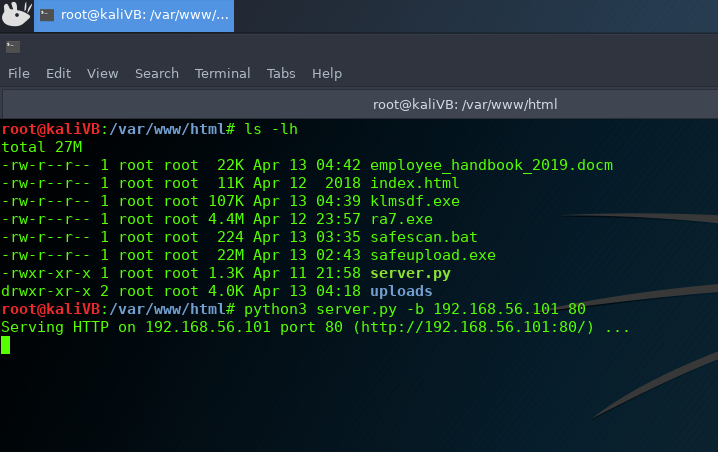 root@kaliVB: /var/www/...
File Edit View Search Terminal Tabs Help
root@kaliVB: /var/www/html
root@kaliVB:/var/www/html# ls -lh
total 27M
-rw-r--r-- 1 root root  22K Apr 13 04:42 employee_handbook_2019.docm
-rw-r--r-- 1 root root  11K Apr 12  2018 index.html
-rw-r--r-- 1 root root 107K Apr 13 04:39 klmsdf.exe
-rw-r--r-- 1 root root 4.4M Apr 12 23:57 ra7.exe
-rw-r--r-- 1 root root  224 Apr 13 03:35 safescan.bat
-rw-r--r-- 1 root root  22M Apr 13 02:43 safeupload.exe
-rwxr-xr-x 1 root root 1.3K Apr 11 21:58 server.py
drwxr-xr-x 2 root root 4.0K Apr 13 04:18 uploads
root@kaliVB:/var/www/html# python3 server.py -b 192.168.56.101 80
Serving HTTP on 192.168.56.101 port 80 (http://192.168.56.101:80/) ...